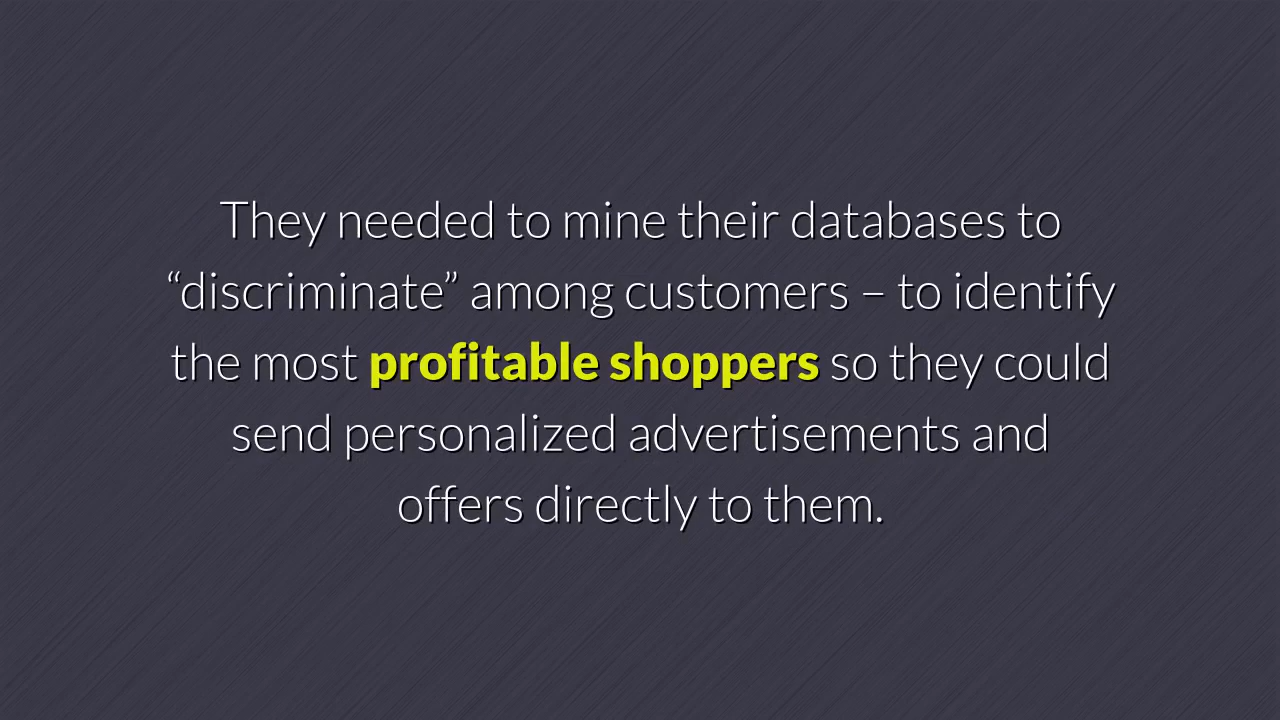 They needed to mine their databases to
“discriminate” among customers – to identify
the most profitable shoppers so they could
send personalized advertisements and
offers directly to them.